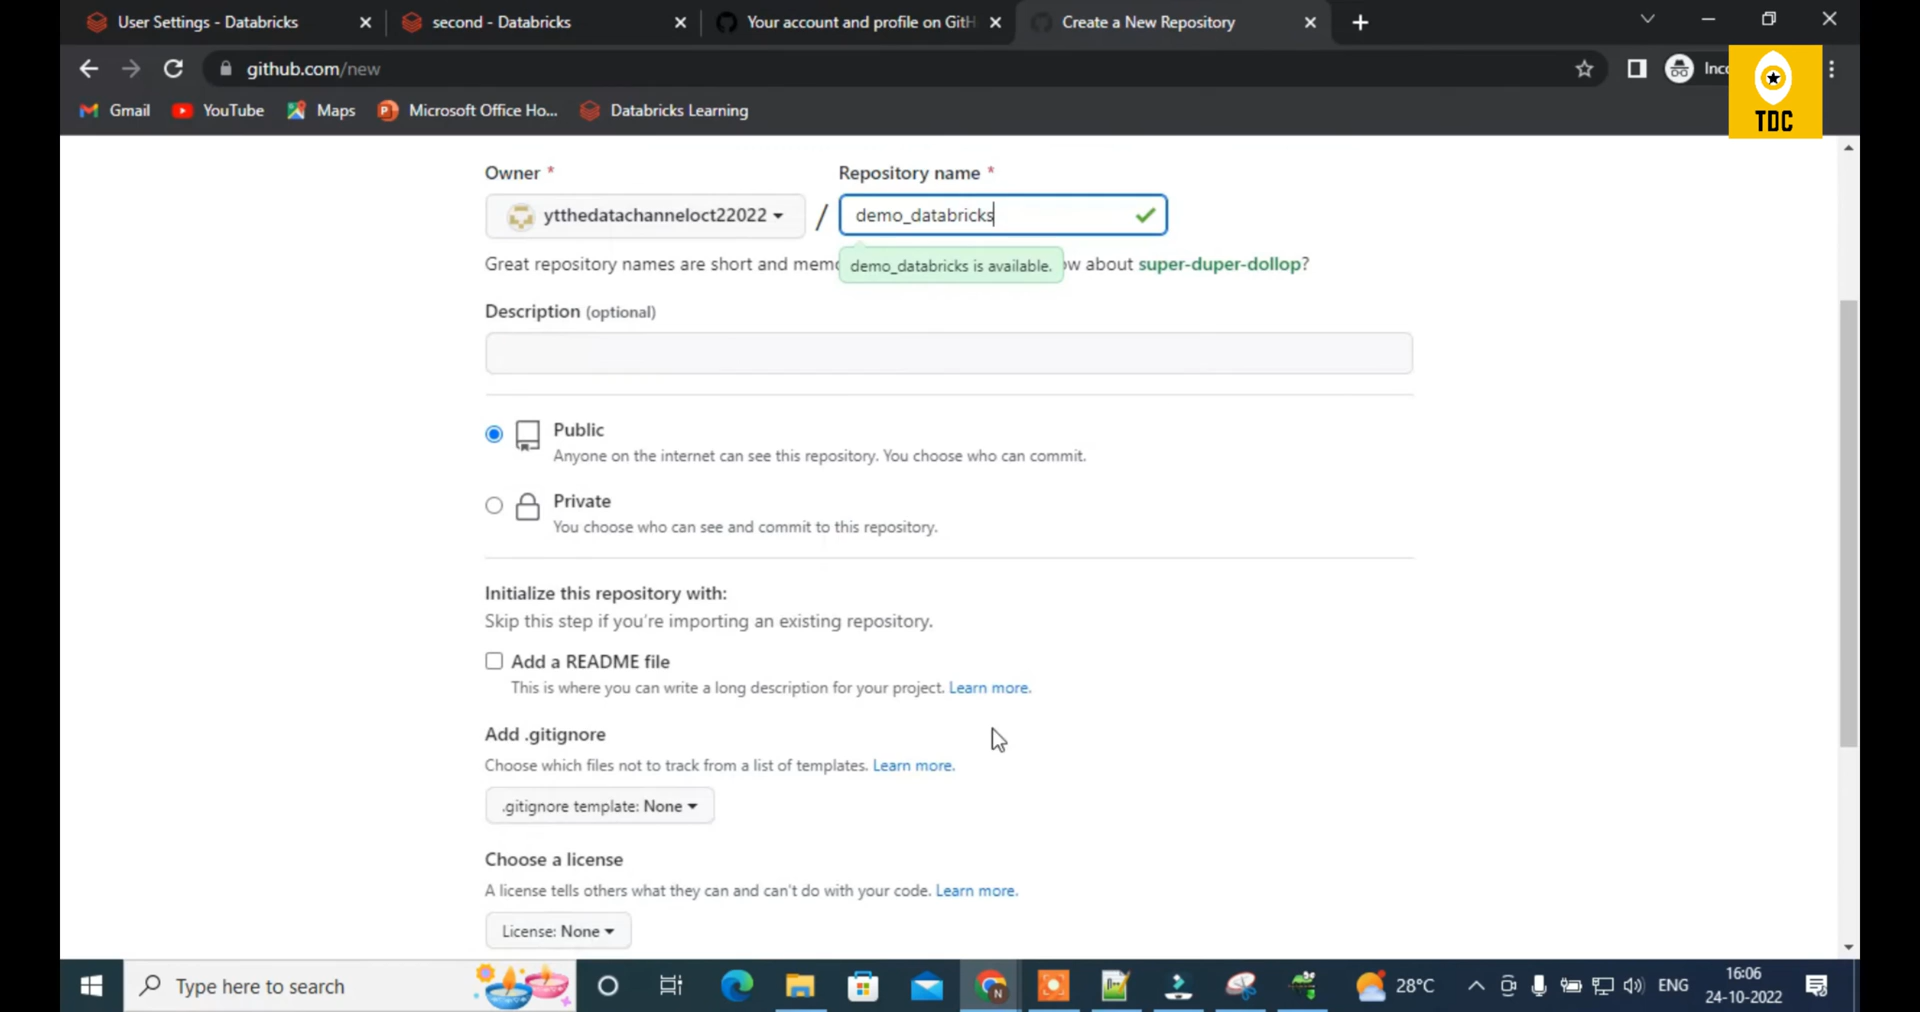 User Settings - Databricks
second - Databricks
Your account and profile on GitH
Create a New Repository
github.com/new
Inc
Gmail
YouTube
Maps
Microsoft Office Ho...
Databricks Learning
TDC
Owner *
Repository name *
ytthedatachanneloct22022
/
demo_databricks
Great repository names are short and memo
demo_databricks is available.
ow about super-duper-dollop?
Description (optional)
Public
Anyone on the internet can see this repository. You choose who can commit.
Private
You choose who can see and commit to this repository.
Initialize this repository with:
Skip this step if you're importing an existing repository.
Add a README file
This is where you can write a long description for your project. Learn more.
Add .gitignore
Choose which files not to track from a list of templates. Learn more.
.gitignore template: None
Choose a license
A license tells others what they can and can't do with your code. Learn more.
License: None
Type here to search
N
28°C
ENG
16:06
24-10-2022